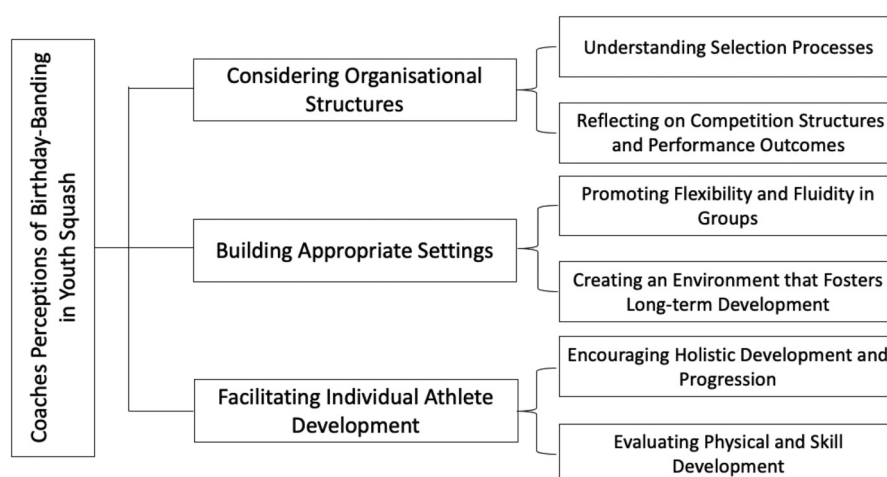 Coaches Perceptions of Birthday-Banding
in Youth Squash
Considering Organisational
Structures
Understanding Selection Processes
Reflecting on Competition Structures
and Performance Outcomes
Building Appropriate Settings
Promoting Flexibility and Fluidity in
Groups
Creating an Environment that Fosters
Long-term Development
Facilitating Individual Athlete
Development
Encouraging Holistic Development and
Progression
Evaluating Physical and Skill
Development